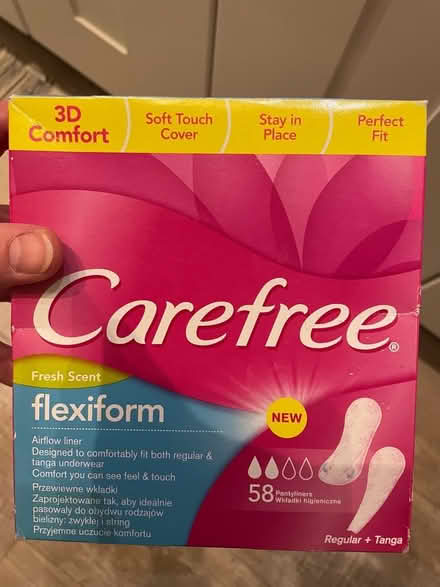 3D
Comfort
Soft Touch
Cover
Stay in
Place
Perfect
Fit
Carefree®
Fresh Scent
flexiform
NEW
Airflow liner
Designed to comfortably fit both regular &
tanga underwear
Comfort you can see feel & touch
Przewiewne wkładki
Zaprojektowane tak, aby idealnie
pasowały do obydwu rodzajów
bielizny: zwykłej i string
Przyjemne uczucie komfortu
58 Pantyliners
Wkładki higieniczne
Regular + Tanga